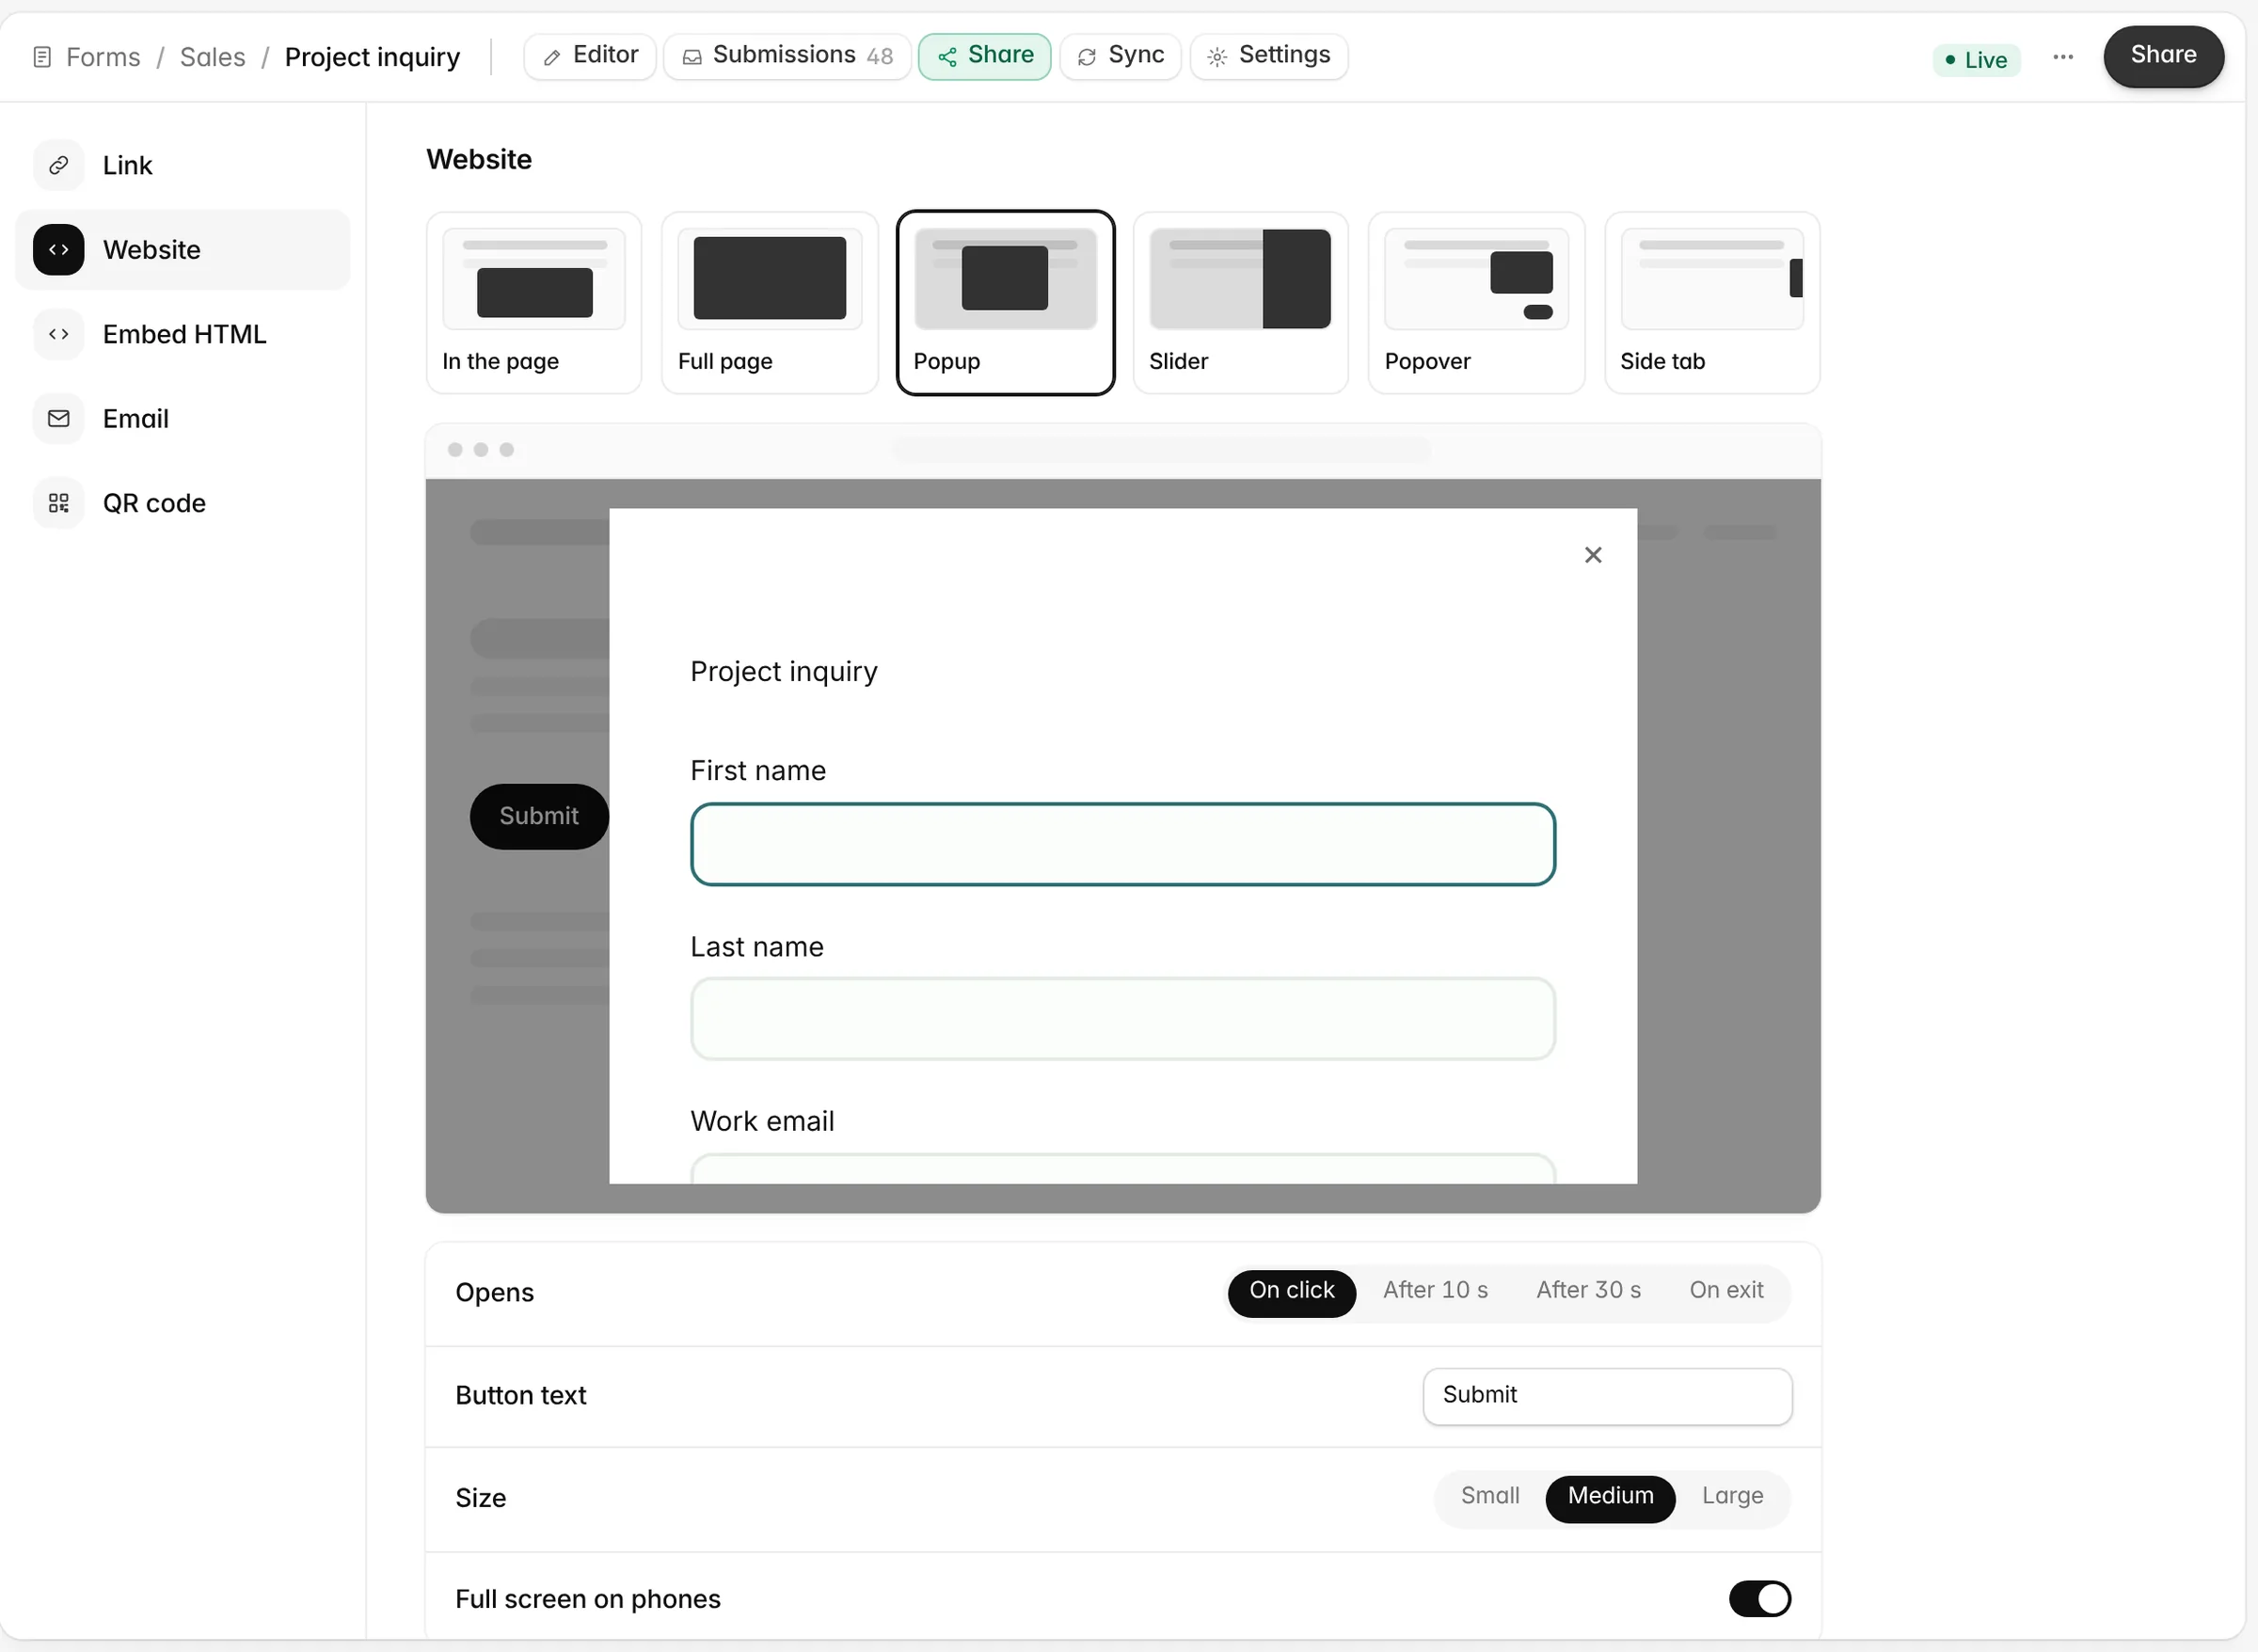 Forms / Sales / Project inquiry
Editor
Submissions 48
Share
Sync
Settings
Live
Share
Link
Website
Embed HTML
Email
QR code
Website
In the page
Full page
Popup
Slider
Popover
Side tab
Project inquiry
First name
Submit
Last name
Work email
Opens
On click
After 10 s
After 30 s
On exit
Button text
Submit
Size
Small
Medium
Large
Full screen on phones